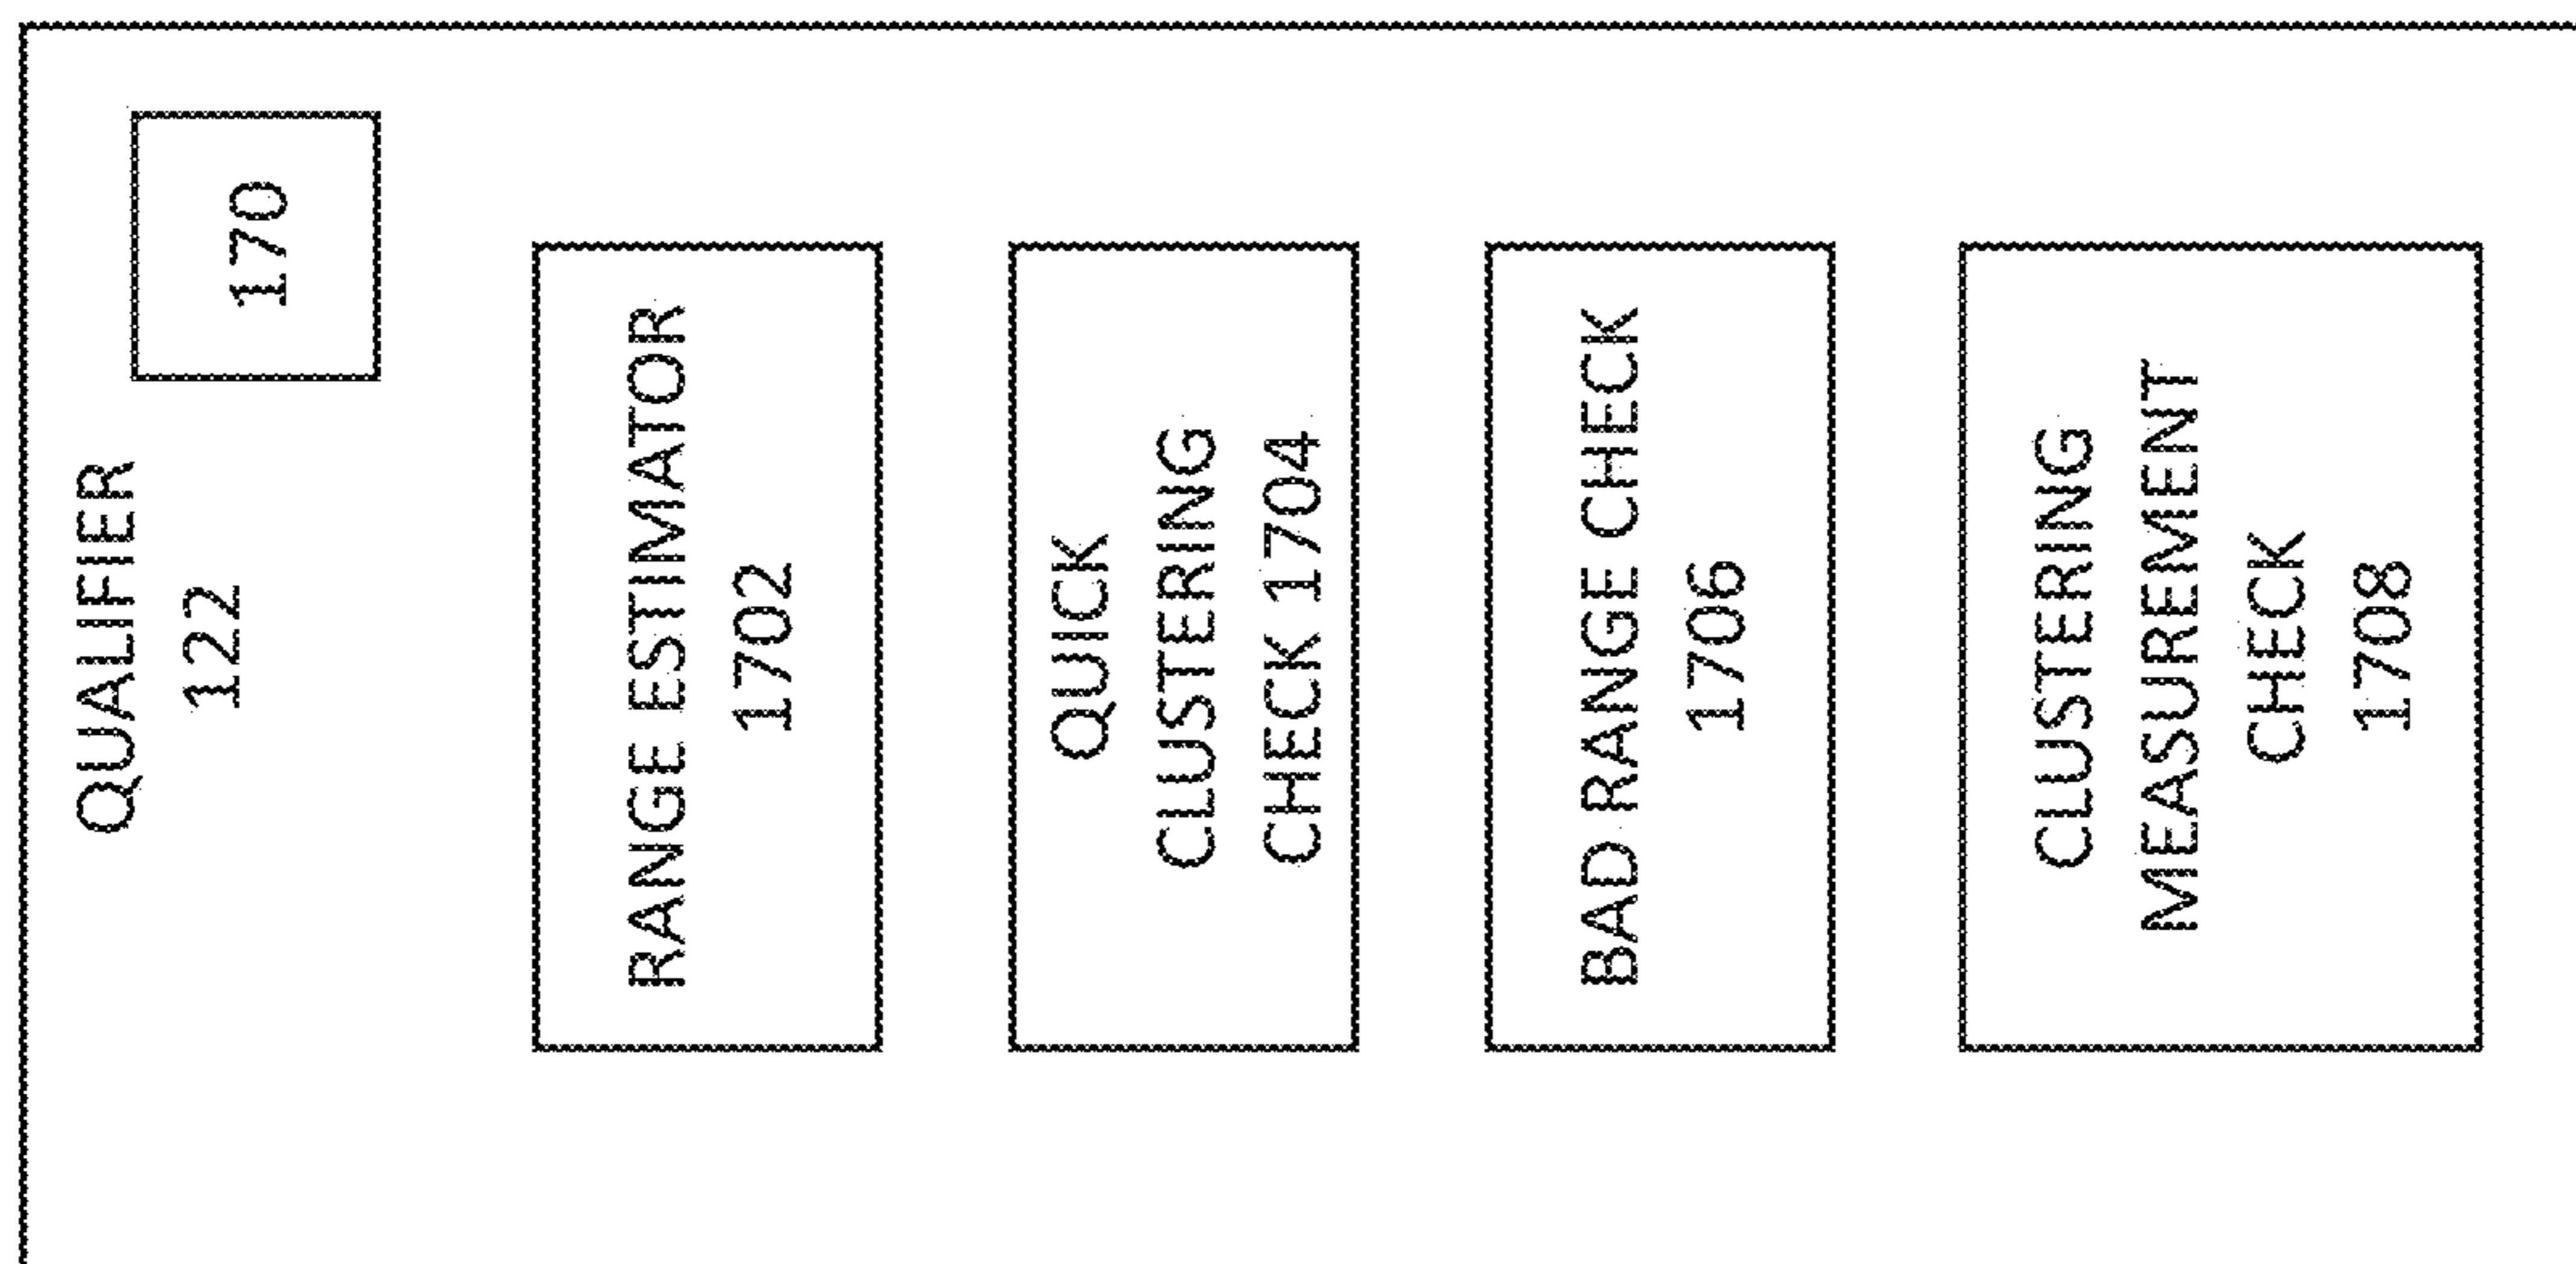 QUALIFIER
122
170
RANGE ESTIMATOR
1702
QUICK
CLUSTERING
CHECK 1704
BAD RANGE CHECK
1706
CLUSTERING
MEASUREMENT
CHECK
1708